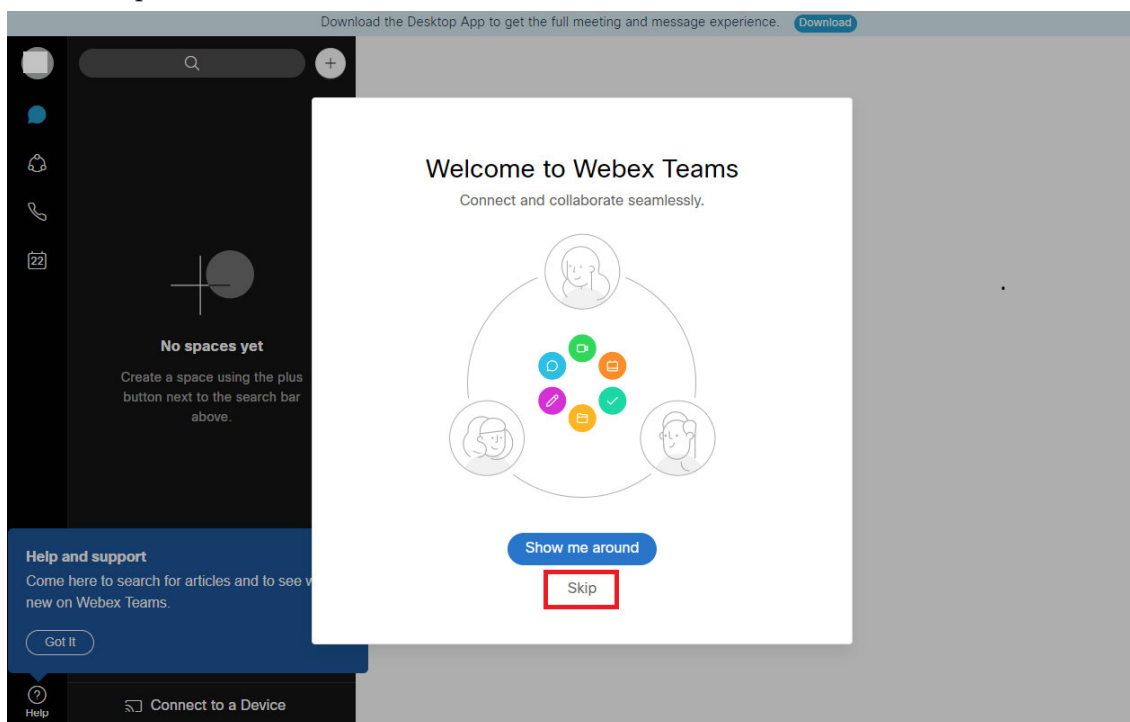 Download the Desktop App to get the full meeting and message experience. Download
22
Welcome to Webex Teams
Connect and collaborate seamlessly.
No spaces yet
Create a space using the plus
button next to the search bar
above.
Show me around
Skip
Help and support
Come here to search for articles and to see
new on Webex Teams.
Got It
Help
Connect to a Device